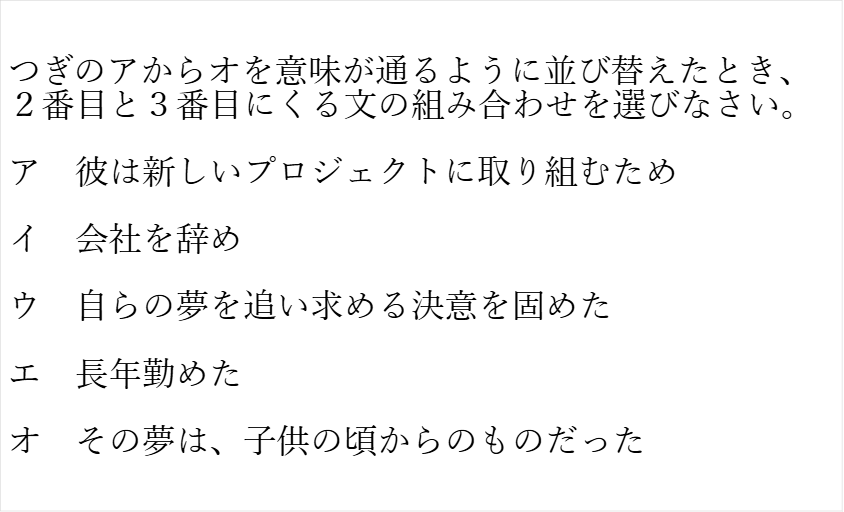 つぎのアからオを意味が通るように並び替えたとき、
２番目と３番目にくる文の組み合わせを選びなさい。
ア　彼は新しいプロジェクトに取り組むため
イ　会社を辞め
ウ　自らの夢を追い求める決意を固めた
エ　長年勤めた
オ　その夢は、子供の頃からのものだった